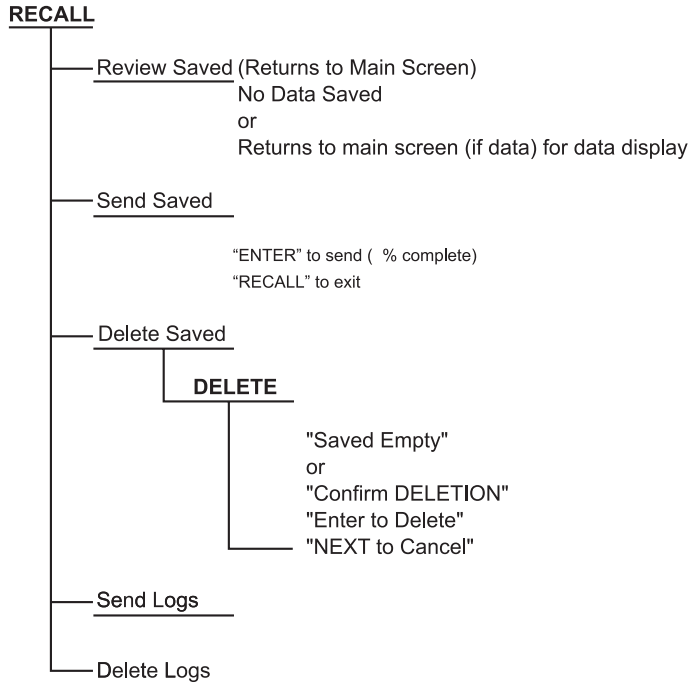 RECALL
Review Saved (Returns to Main Screen)
No Data Saved
or
Returns to main screen (if data) for data display
Send Saved
“ENTER” to send (  % complete)
“RECALL” to exit
Delete Saved
DELETE
"Saved Empty"
or
"Confirm DELETION"
"Enter to Delete"
"NEXT to Cancel"
Send Logs
Delete Logs